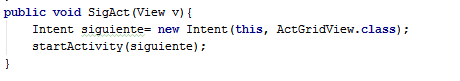 public void SigAct(View v){
Intent siguiente= new Intent(this, ActGridView.class);
startActivity(siguiente);
}